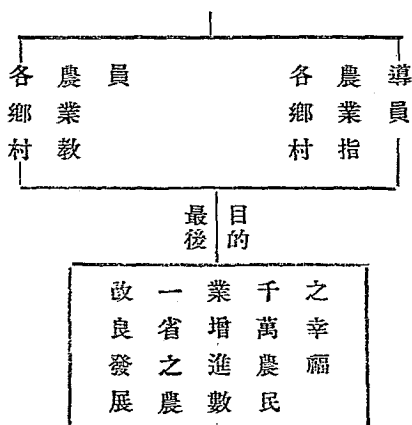 各鄉村
農業教
員
各鄉村
農業指
導員
最後
目的
改良發展
一省之農
業增進數
千萬農民
之幸福